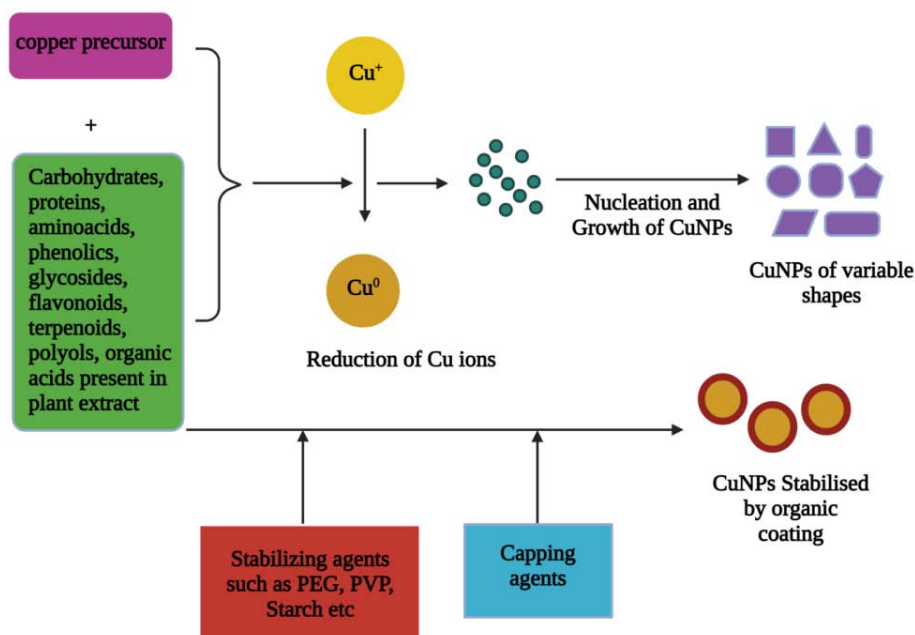 copper precursor
+
Carbohydrates,
proteins,
aminoacids,
phenolics,
glycosides,
flavonoids,
terpenoids,
polyols, organic
acids present in
plant extract
Cu⁺
Cu⁰
Reduction of Cu ions
Nucleation and
Growth of CuNPs
CuNPs of variable
shapes
CuNPs Stabilised
by organic
coating
Stabilizing agents
such as PEG, PVP,
Starch etc
Capping
agents